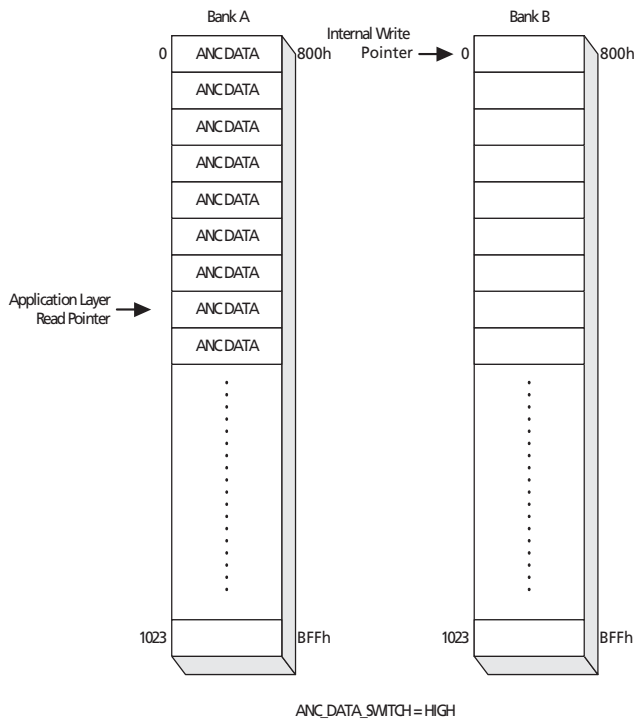 Bank A
Internal Write
Pointer
Bank B
0
ANC DATA
800h
0
800h
ANC DATA
ANC DATA
ANC DATA
ANC DATA
ANC DATA
ANC DATA
Application Layer
Read Pointer
ANC DATA
ANC DATA
1023
BFFh
1023
BFFh
ANC_DATA_SWITCH = HIGH